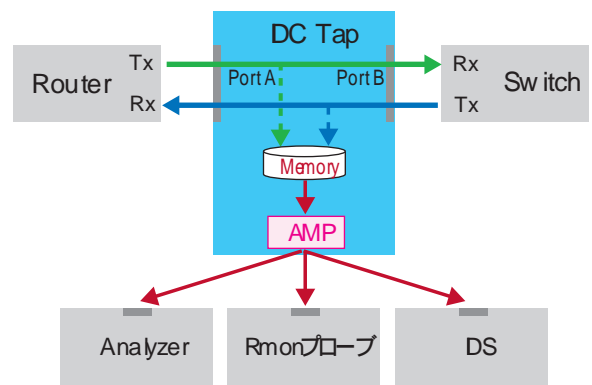 DC Tap
Router
Tx
Rx
Port A
Port B
Rx
Tx
Switch
Memory
AMP
Analyzer
Rmonプローブ
DS